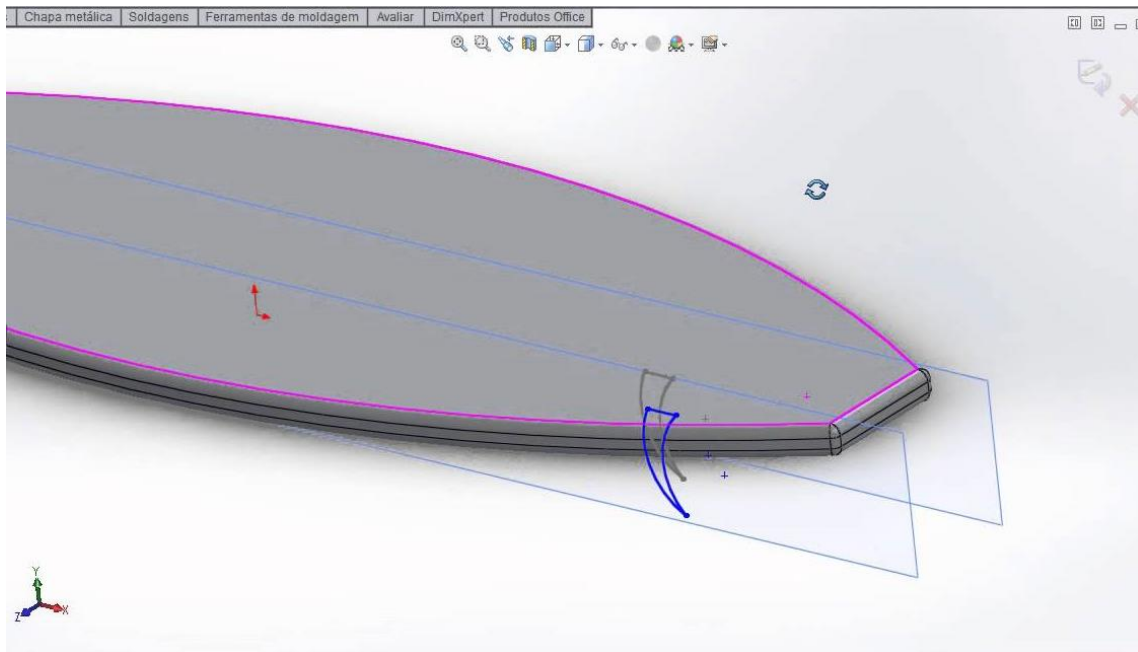 Chapa metálica Soldagens Ferramentas de moldagem Avaliar DimXpert Produtos Office
Y
Z X